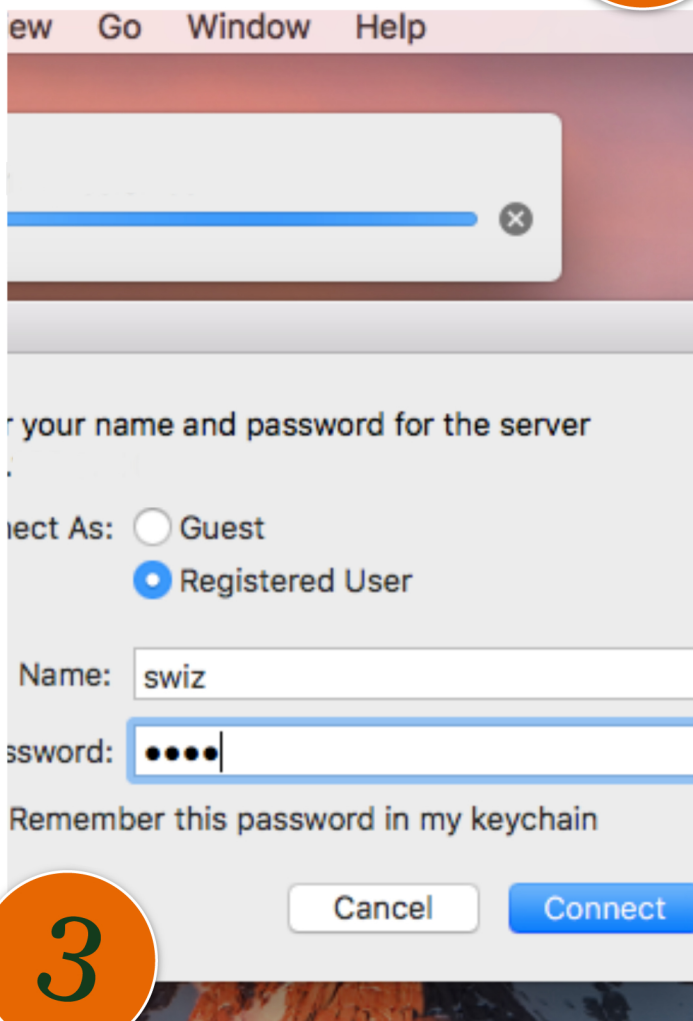 ew Go Window Help
r your name and password for the server
nect As: Guest
Registered User
Name: swiz
ssword: ••••
Remember this password in my keychain
Cancel Connect
3